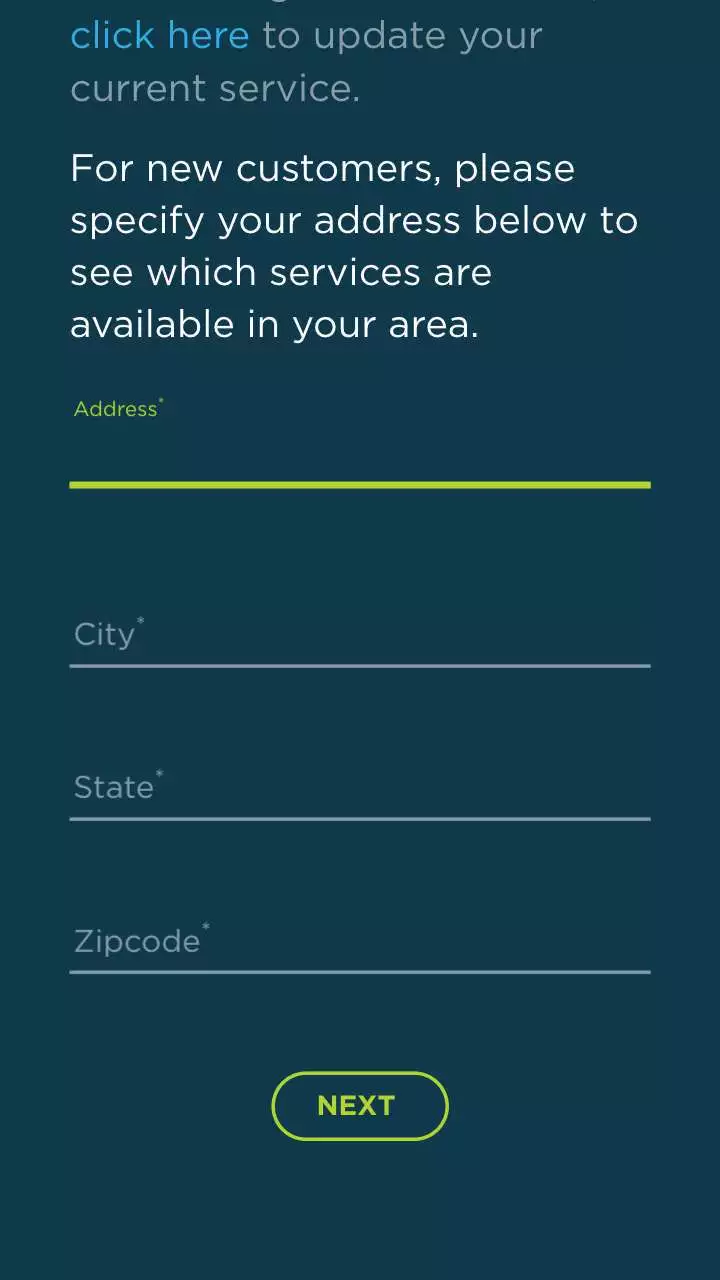 click here to update your
current service.
For new customers, please
specify your address below to
see which services are
available in your area.
Address*
City*
State*
Zipcode*
NEXT